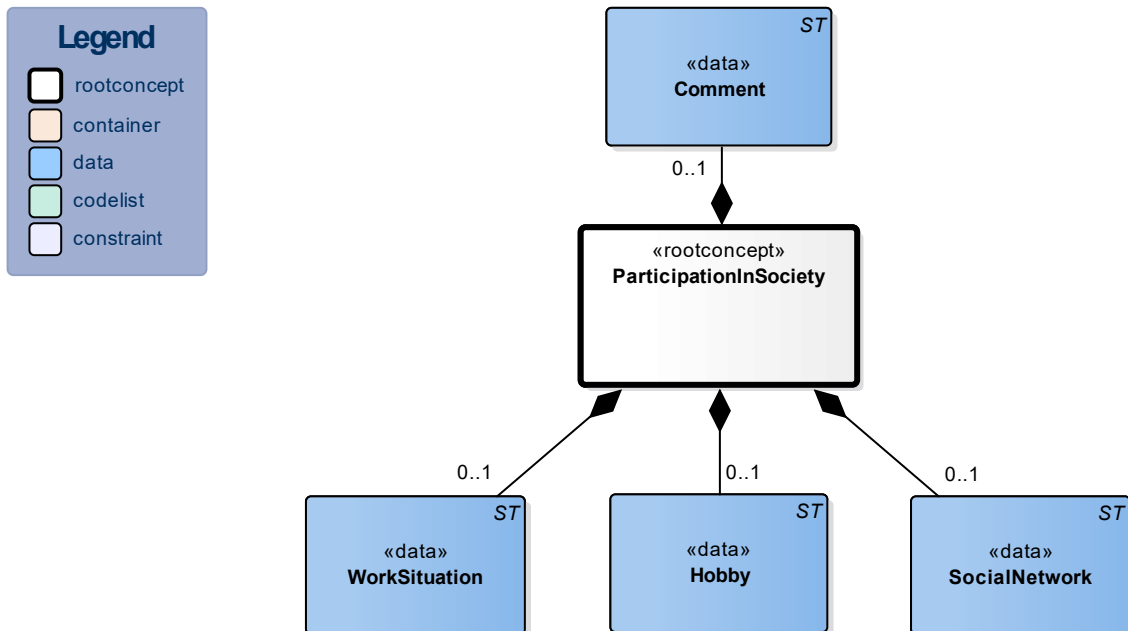 Legend
rootconcept
container
data
codelist
constraint
ST
«data»
Comment
0..1
«rootconcept»
ParticipationInSociety
0..1
0..1
0..1
ST
«data»
WorkSituation
ST
«data»
Hobby
ST
«data»
SocialNetwork